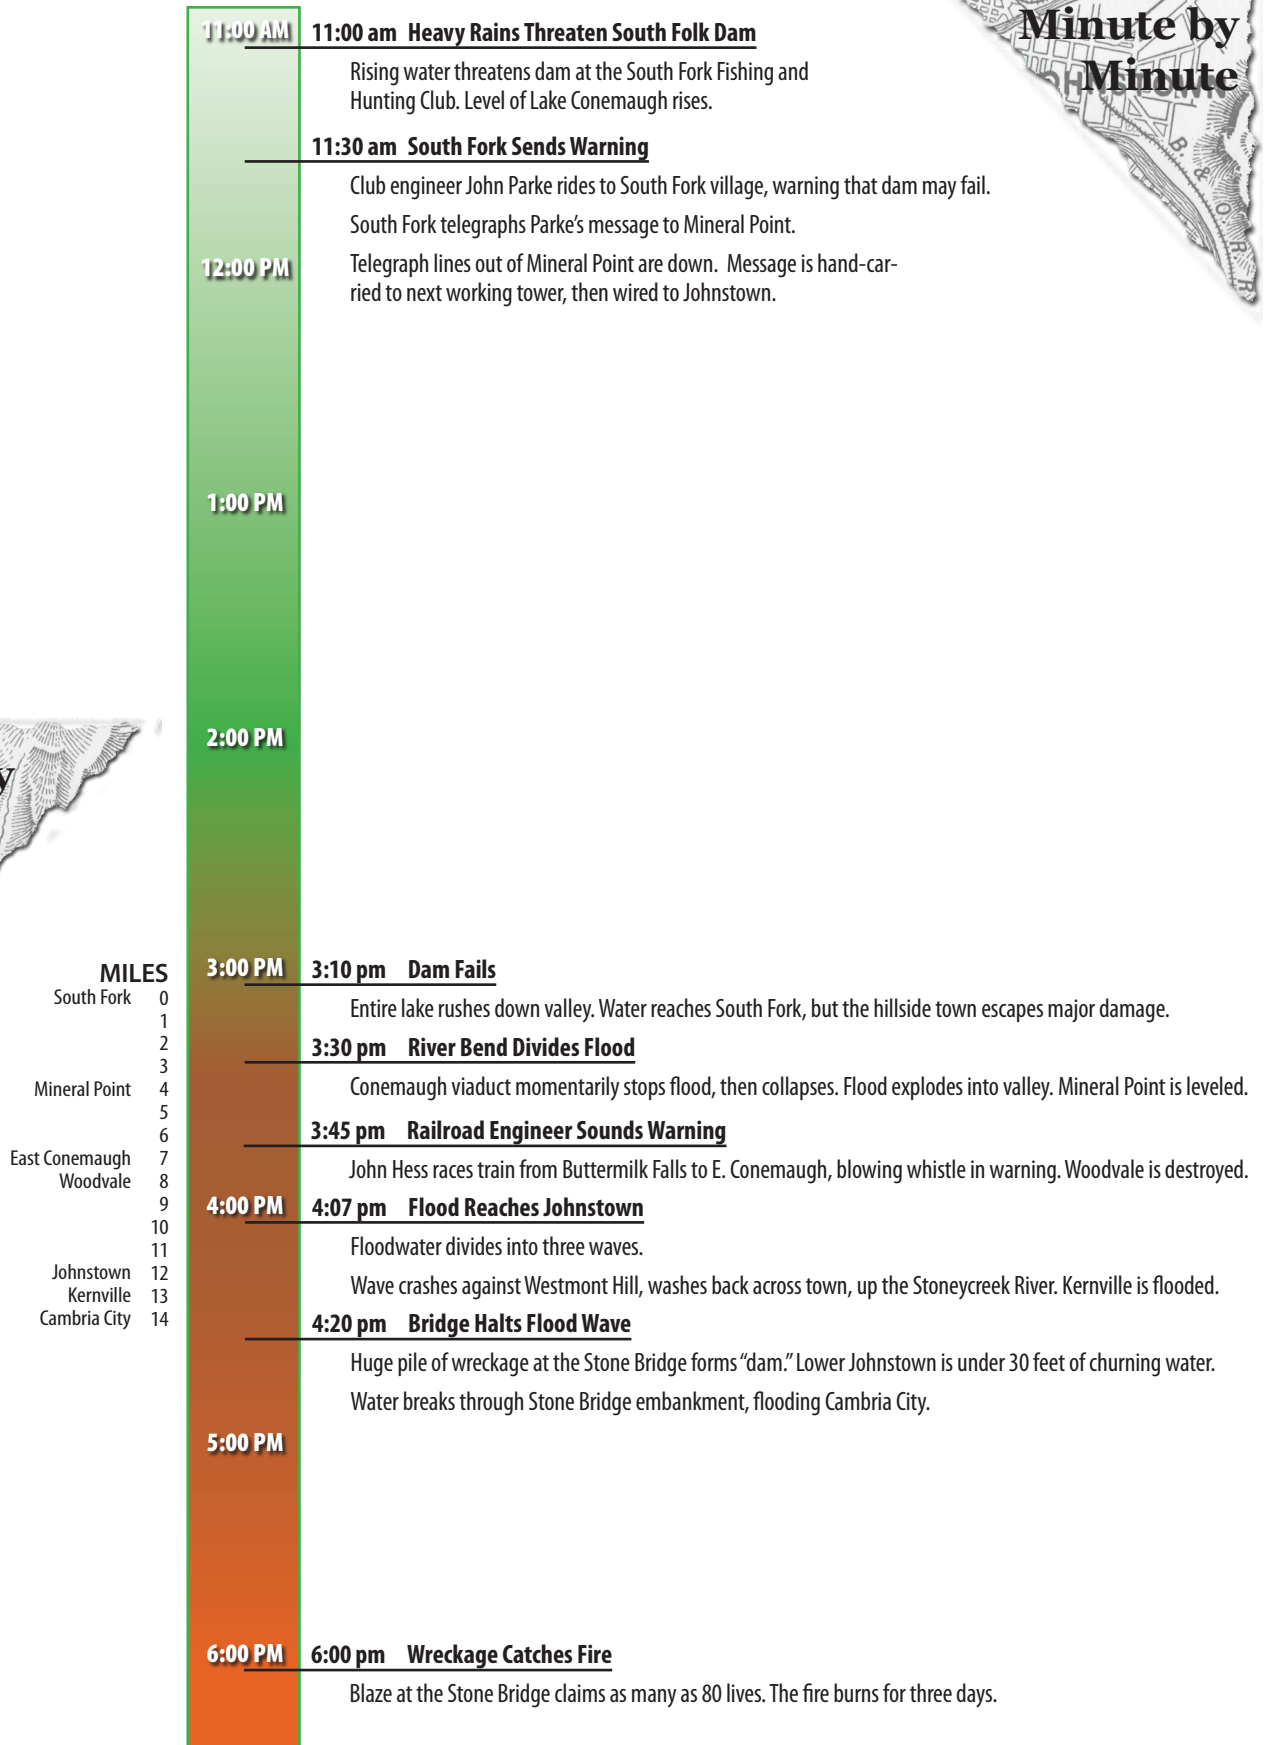 Minute by
Minute
JOHNSTOWN
B. & O. R. R.
11:00 AM
11:00 am Heavy Rains Threaten South Folk Dam
Rising water threatens dam at the South Fork Fishing and
Hunting Club. Level of Lake Conemaugh rises.
11:30 am South Fork Sends Warning
Club engineer John Parke rides to South Fork village, warning that dam may fail.
South Fork telegraphs Parke's message to Mineral Point.
12:00 PM
Telegraph lines out of Mineral Point are down. Message is hand-car-
ried to next working tower, then wired to Johnstown.
1:00 PM
2:00 PM
y
3:00 PM
3:10 pm Dam Fails
Entire lake rushes down valley. Water reaches South Fork, but the hillside town escapes major damage.
3:30 pm River Bend Divides Flood
Conemaugh viaduct momentarily stops flood, then collapses. Flood explodes into valley. Mineral Point is leveled.
3:45 pm Railroad Engineer Sounds Warning
John Hess races train from Buttermilk Falls to E. Conemaugh, blowing whistle in warning. Woodvale is destroyed.
4:00 PM
4:07 pm Flood Reaches Johnstown
Floodwater divides into three waves.
Wave crashes against Westmont Hill, washes back across town, up the Stoneycreek River. Kernville is flooded.
4:20 pm Bridge Halts Flood Wave
Huge pile of wreckage at the Stone Bridge forms “dam.” Lower Johnstown is under 30 feet of churning water.
Water breaks through Stone Bridge embankment, flooding Cambria City.
5:00 PM
6:00 PM
6:00 pm Wreckage Catches Fire
Blaze at the Stone Bridge claims as many as 80 lives. The fire burns for three days.
MILES
South Fork 0
1
2
3
Mineral Point 4
5
6
East Conemaugh 7
Woodvale 8
9
10
11
Johnstown 12
Kernville 13
Cambria City 14